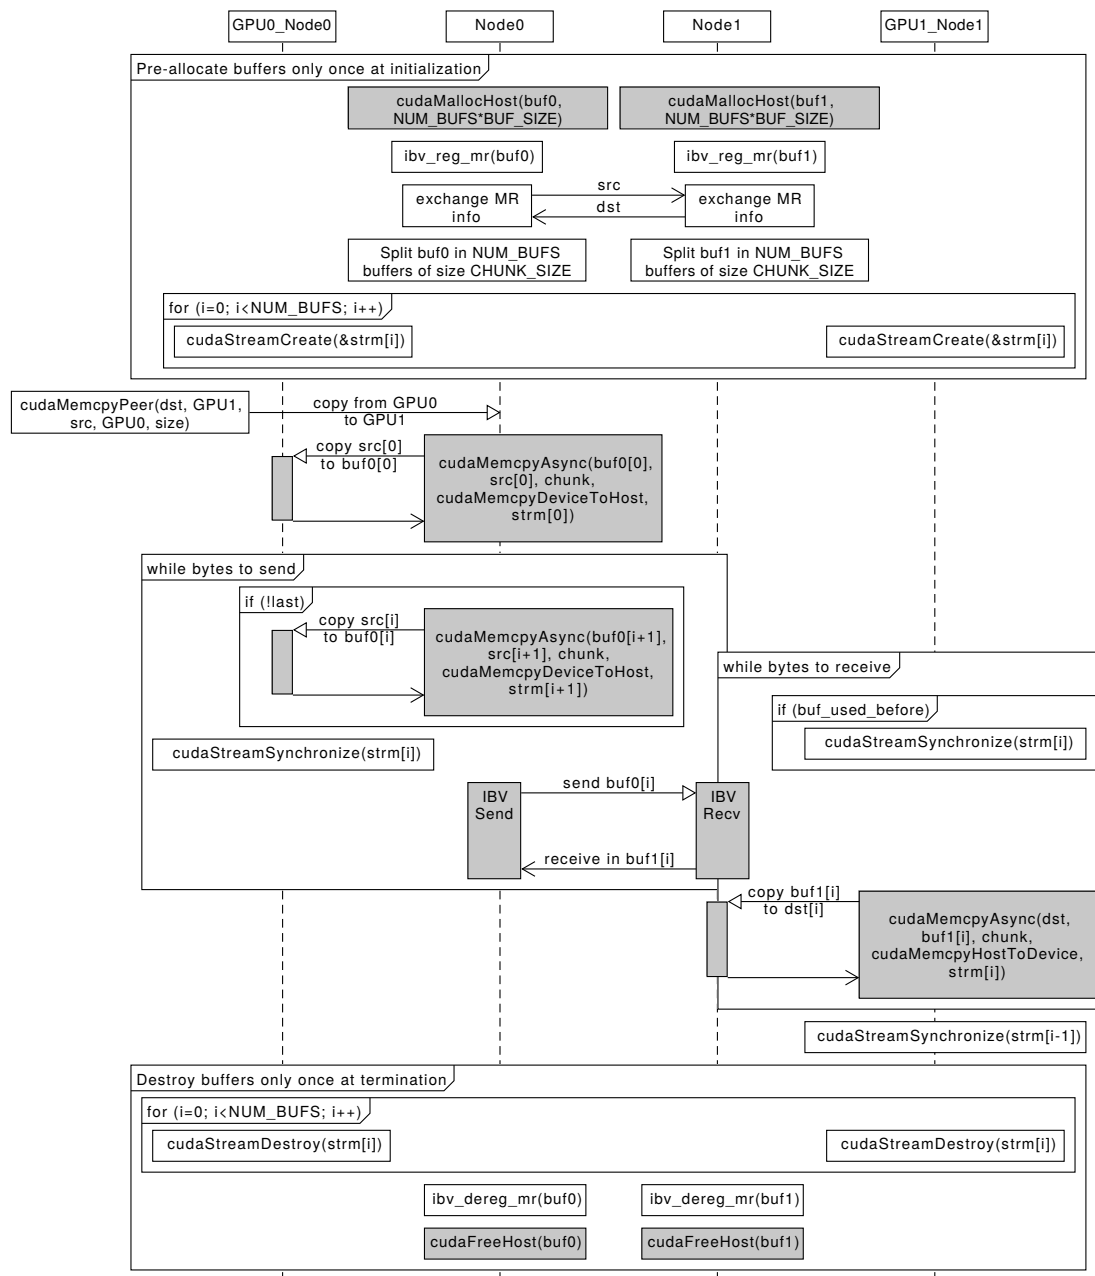 GPU0_Node0
Node0
Node1
GPU1_Node1
Pre-allocate buffers only once at initialization
cudaMallocHost(buf0,
NUM_BUFS*BUF_SIZE)
cudaMallocHost(buf1,
NUM_BUFS*BUF_SIZE)
ibv_reg_mr(buf0)
ibv_reg_mr(buf1)
exchange MR
info
src
dst
exchange MR
info
Split buf0 in NUM_BUFS
buffers of size CHUNK_SIZE
Split buf1 in NUM_BUFS
buffers of size CHUNK_SIZE
for (i=0; i<NUM_BUFS; i++)
cudaStreamCreate(&strm[i])
cudaStreamCreate(&strm[i])
cudaMemcpyPeer(dst, GPU1,
src, GPU0, size)
copy from GPU0
to GPU1
copy src[0]
to buf0[0]
cudaMemcpyAsync(buf0[0],
src[0], chunk,
cudaMemcpyDeviceToHost,
strm[0])
while bytes to send
if (!last)
copy src[i]
to buf0[i]
cudaMemcpyAsync(buf0[i+1],
src[i+1], chunk,
cudaMemcpyDeviceToHost,
strm[i+1])
while bytes to receive
if (buf_used_before)
cudaStreamSynchronize(strm[i])
cudaStreamSynchronize(strm[i])
IBV
Send
send buf0[i]
receive in buf1[i]
IBV
Recv
copy buf1[i]
to dst[i]
cudaMemcpyAsync(dst,
buf1[i], chunk,
cudaMemcpyHostToDevice,
strm[i])
cudaStreamSynchronize(strm[i-1])
Destroy buffers only once at termination
for (i=0; i<NUM_BUFS; i++)
cudaStreamDestroy(strm[i])
cudaStreamDestroy(strm[i])
ibv_dereg_mr(buf0)
ibv_dereg_mr(buf1)
cudaFreeHost(buf0)
cudaFreeHost(buf1)